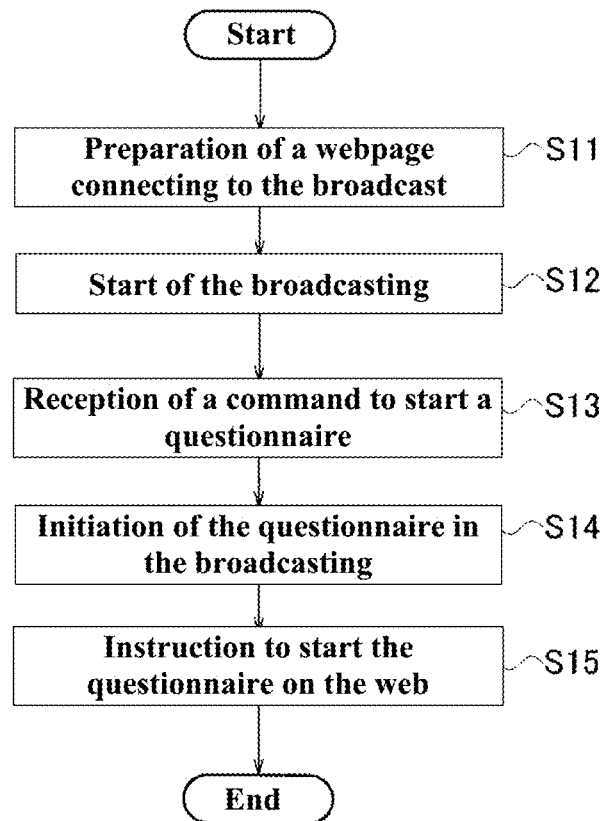 Start
Preparation of a webpage
connecting to the broadcast
S11
Start of the broadcasting
S12
Reception of a command to start a
questionnaire
S13
Initiation of the questionnaire in
the broadcasting
S14
Instruction to start the
questionnaire on the web
S15
End